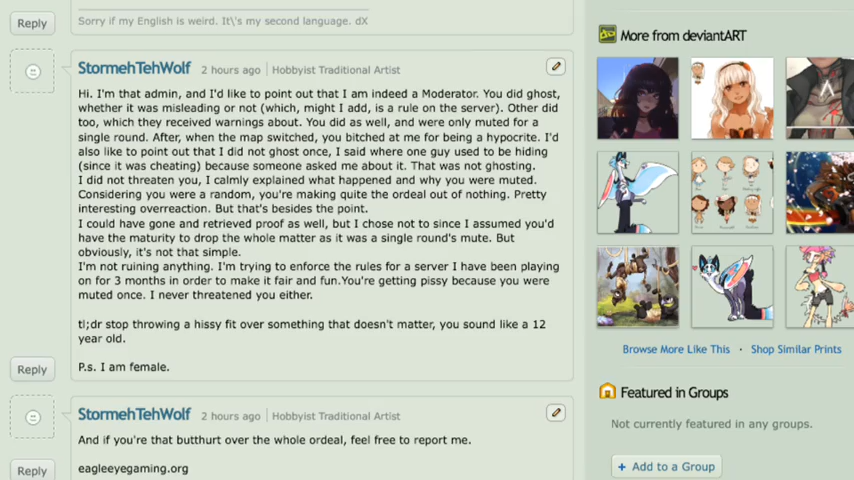 Sorry if my English is weird. It\'s my second language. dX
Reply
More from deviantART
StormehTehWolf 2 hours ago | Hobbyist Traditional Artist
Hi. I'm that admin, and I'd like to point out that I am indeed a Moderator. You did ghost,
whether it was misleading or not (which, might I add, is a rule on the server). Other did
too, which they received warnings about. You did as well, and were only muted for a
single round. After, when the map switched, you bitched at me for being a hypocrite. I'd
also like to point out that I did not ghost once, I said where one guy used to be hiding
(since it was cheating) because someone asked me about it. That was not ghosting.
I did not threaten you, I calmly explained what happened and why you were muted.
Considering you were a random, you're making quite the ordeal out of nothing. Pretty
interesting overreaction. But that's besides the point.
I could have gone and retrieved proof as well, but I chose not to since I assumed you'd
have the maturity to drop the whole matter as it was a single round's mute. But
obviously, it's not that simple.
I'm not ruining anything. I'm trying to enforce the rules for a server I have been playing
on for 3 months in order to make it fair and fun.You're getting pissy because you were
muted once. I never threatened you either.
tl;dr stop throwing a hissy fit over something that doesn't matter, you sound like a 12
year old.
P.s. I am female.
Reply
Browse More Like This · Shop Similar Prints
Featured in Groups
Not currently featured in any groups.
+ Add to a Group
StormehTehWolf 2 hours ago | Hobbyist Traditional Artist
And if you're that butthurt over the whole ordeal, feel free to report me.
eagleeyegaming.org
Reply